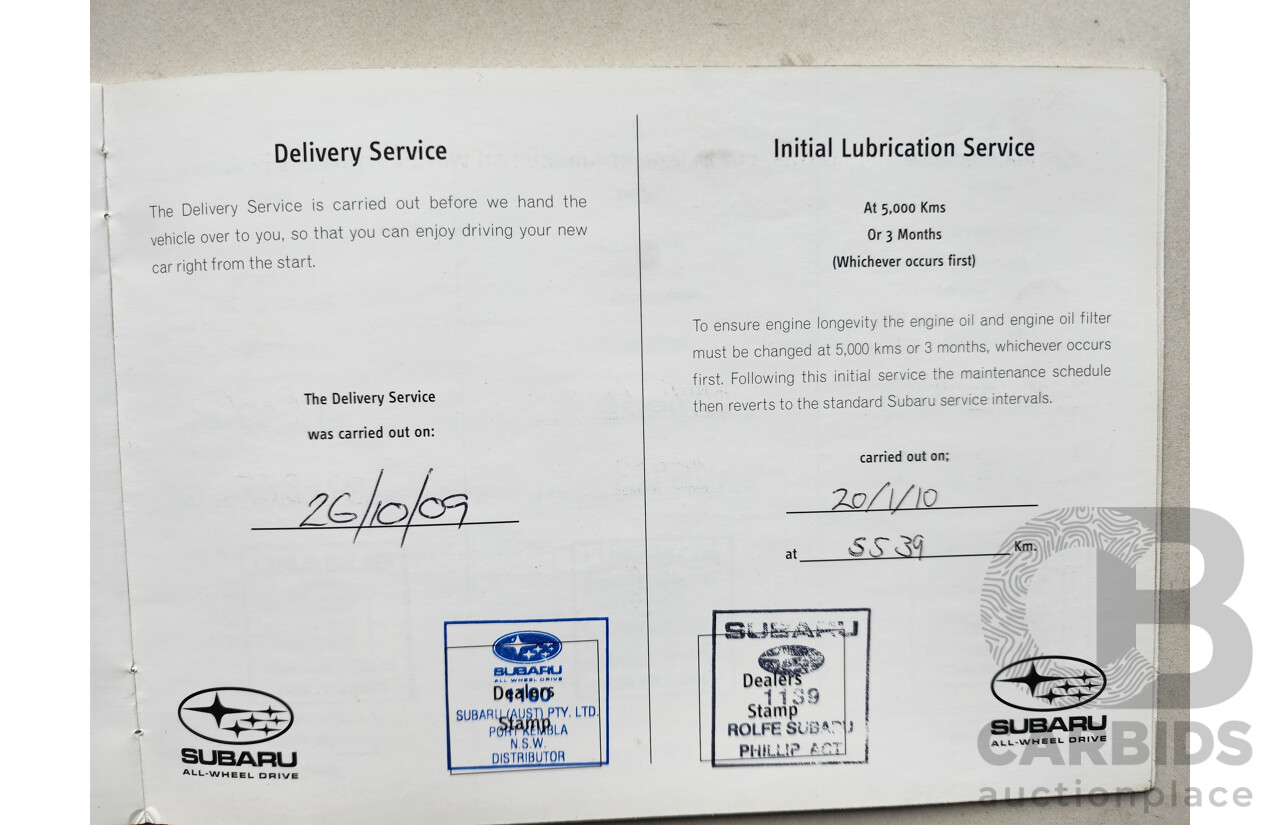 Delivery Service
The Delivery Service is carried out before we hand the
vehicle over to you, so that you can enjoy driving your new
car right from the start.
The Delivery Service
was carried out on:
26/10/09
SUBARU
ALL WHEEL DRIVE
Dealers
Stamp
SUBARU (AUST) PTY. LTD.
PORT KEMBLA
N.S.W.
DISTRIBUTOR
SUBARU
ALL-WHEEL DRIVE
Initial Lubrication Service
At 5,000 Kms
Or 3 Months
(Whichever occurs first)
To ensure engine longevity the engine oil and engine oil filter
must be changed at 5,000 kms or 3 months, whichever occurs
first. Following this initial service the maintenance schedule
then reverts to the standard Subaru service intervals.
carried out on;
20/1/10
at 5539 Km.
SUBARU
Dealers
1139
Stamp
ROLFE SUBARU
PHILLIP ACT
SUBARU
ALL-WHEEL DRIVE
CB
CARBIDS
auctionplace